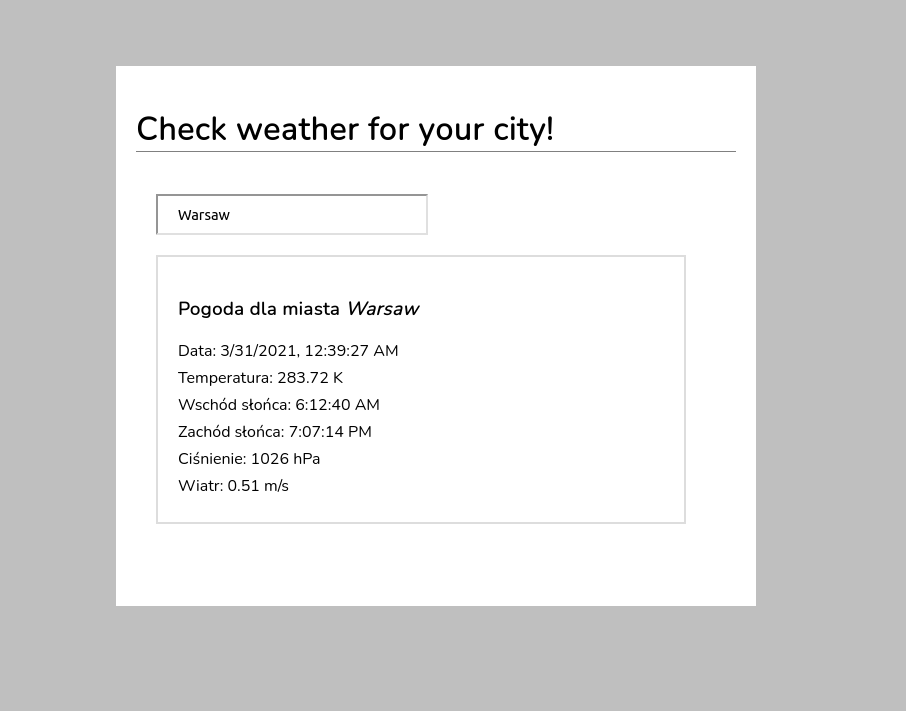 Check weather for your city!
Warsaw
Pogoda dla miasta Warsaw
Data: 3/31/2021, 12:39:27 AM
Temperatura: 283.72 K
Wschód słońca: 6:12:40 AM
Zachód słońca: 7:07:14 PM
Ciśnienie: 1026 hPa
Wiatr: 0.51 m/s